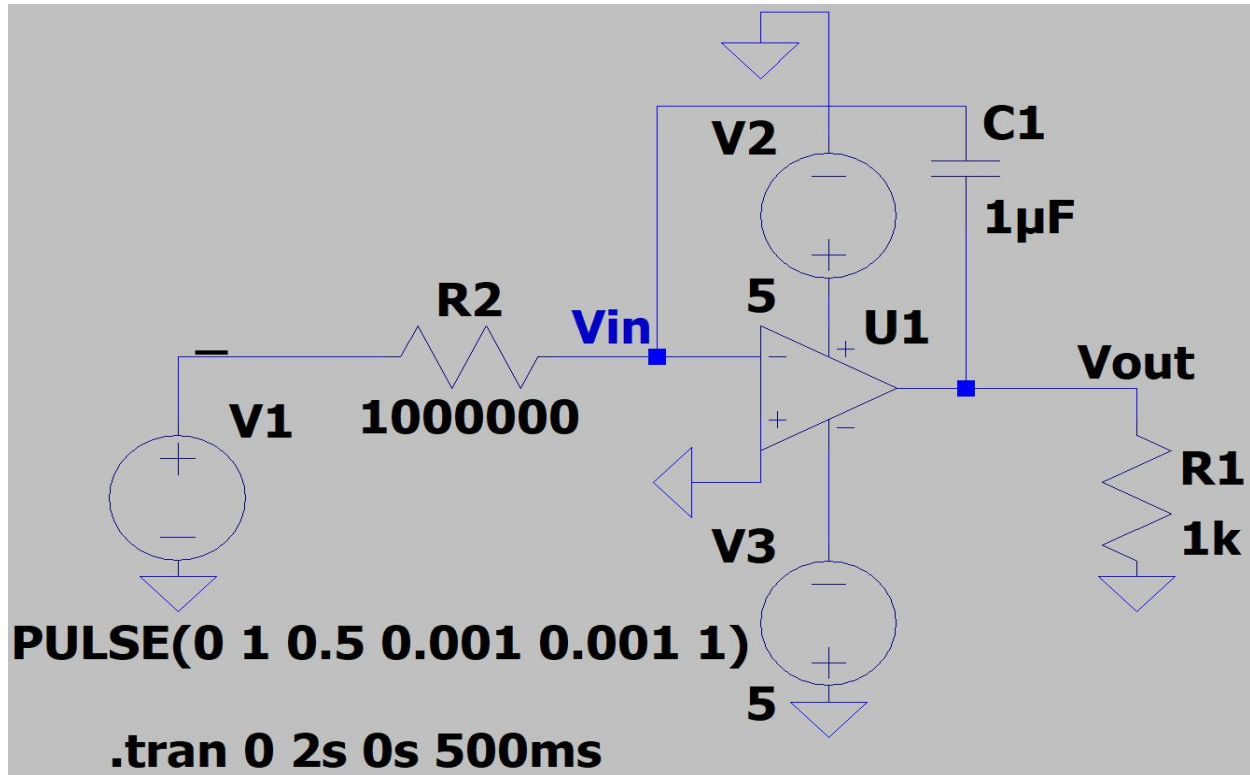 V2
C1
1µF
R2
5
Vin
U1
Vout
V1
1000000
R1
1k
V3
PULSE(0 1 0.5 0.001 0.001 1)
5
.tran 0 2s 0s 500ms